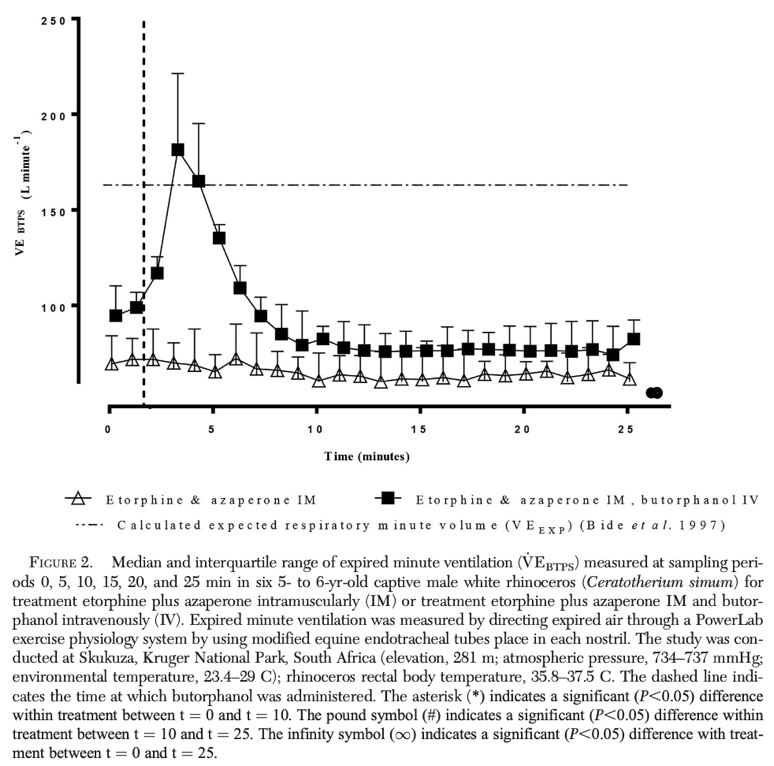 250
200
150
100
VE BTPS (L minute-1)
0 5 10 15 20 25
Time (minutes)
Etorphine & azaperone IM
Etorphine & azaperone IM, butorphanol IV
Calculated expected respiratory minute volume (VE EXP) (Bide et al. 1997)
FIGURE 2. Median and interquartile range of expired minute ventilation (V̇EBTPS) measured at sampling peri-
ods 0, 5, 10, 15, 20, and 25 min in six 5- to 6-yr-old captive male white rhinoceros (Ceratotherium simum) for
treatment etorphine plus azaperone intramuscularly (IM) or treatment etorphine plus azaperone IM and butor-
phanol intravenously (IV). Expired minute ventilation was measured by directing expired air through a PowerLab
exercise physiology system by using modified equine endotracheal tubes place in each nostril. The study was con-
ducted at Skukuza, Kruger National Park, South Africa (elevation, 281 m; atmospheric pressure, 734–737 mmHg;
environmental temperature, 23.4–29 C); rhinoceros rectal body temperature, 35.8–37.5 C. The dashed line indi-
cates the time at which butorphanol was administered. The asterisk (*) indicates a significant (P<0.05) difference
within treatment between t = 0 and t = 10. The pound symbol (#) indicates a significant (P<0.05) difference within
treatment between t = 10 and t = 25. The infinity symbol (∞) indicates a significant (P<0.05) difference with treat-
ment between t = 0 and t = 25.